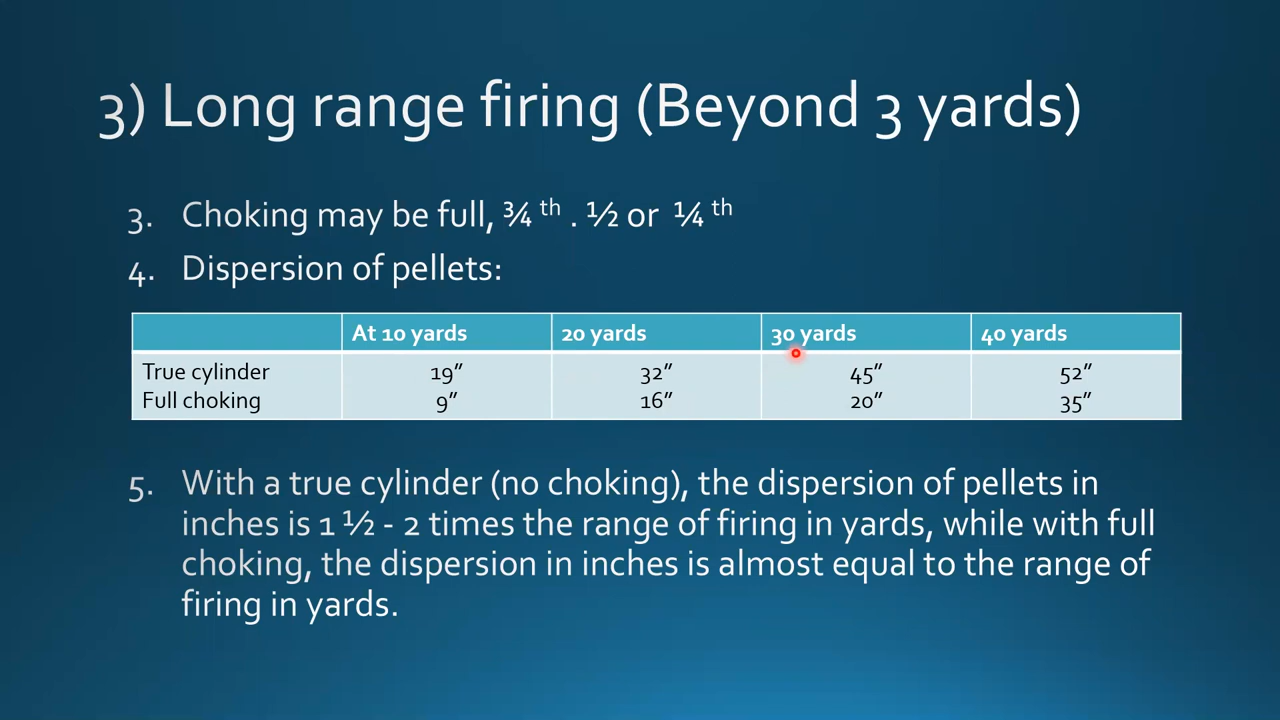 3) Long range firing (Beyond 3 yards)
3. Choking may be full, ¾ th . ½ or ¼ th
4. Dispersion of pellets:
At 10 yards 20 yards 30 yards 40 yards
True cylinder 19” 32” 45” 52”
Full choking 9” 16” 20” 35”
5. With a true cylinder (no choking), the dispersion of pellets in
inches is 1 ½ - 2 times the range of firing in yards, while with full
choking, the dispersion in inches is almost equal to the range of
firing in yards.